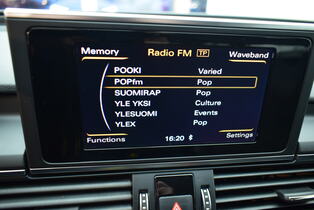 Memory Radio FM TP Waveband
POOKI Varied
POPfm Pop
SUOMIRAP Pop
YLE YKSI Culture
YLESUOMI Events
YLEX Pop
Functions 16:20 Settings